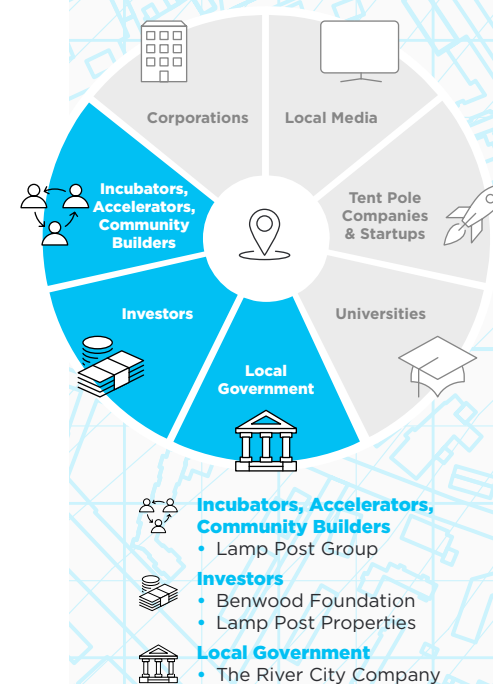 Corporations
Local Media
Incubators,
Accelerators,
Community
Builders
Tent Pole
Companies
& Startups
Investors
Universities
Local
Government
Incubators, Accelerators,
Community Builders
• Lamp Post Group
Investors
• Benwood Foundation
• Lamp Post Properties
Local Government
• The River City Company